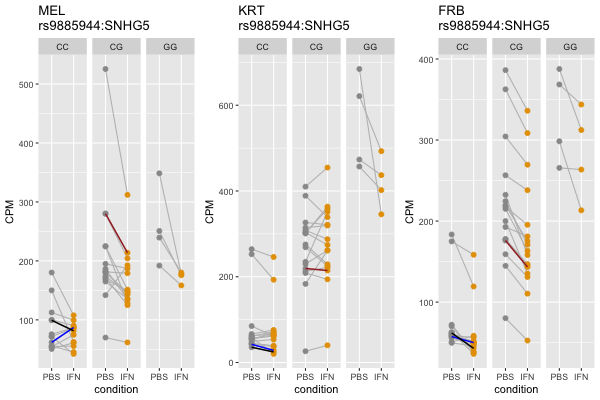 MEL
rs9885944:SNHG5
CC CG GG
500
400
300
200
100
CPM
PBS IFN PBS IFN PBS IFN
condition
KRT
rs9885944:SNHG5
CC CG GG
600
400
200
0
CPM
PBS IFN PBS IFN PBS IFN
condition
FRB
rs9885944:SNHG5
CC CG GG
400
300
200
100
CPM
PBS IFN PBS IFN PBS IFN
condition